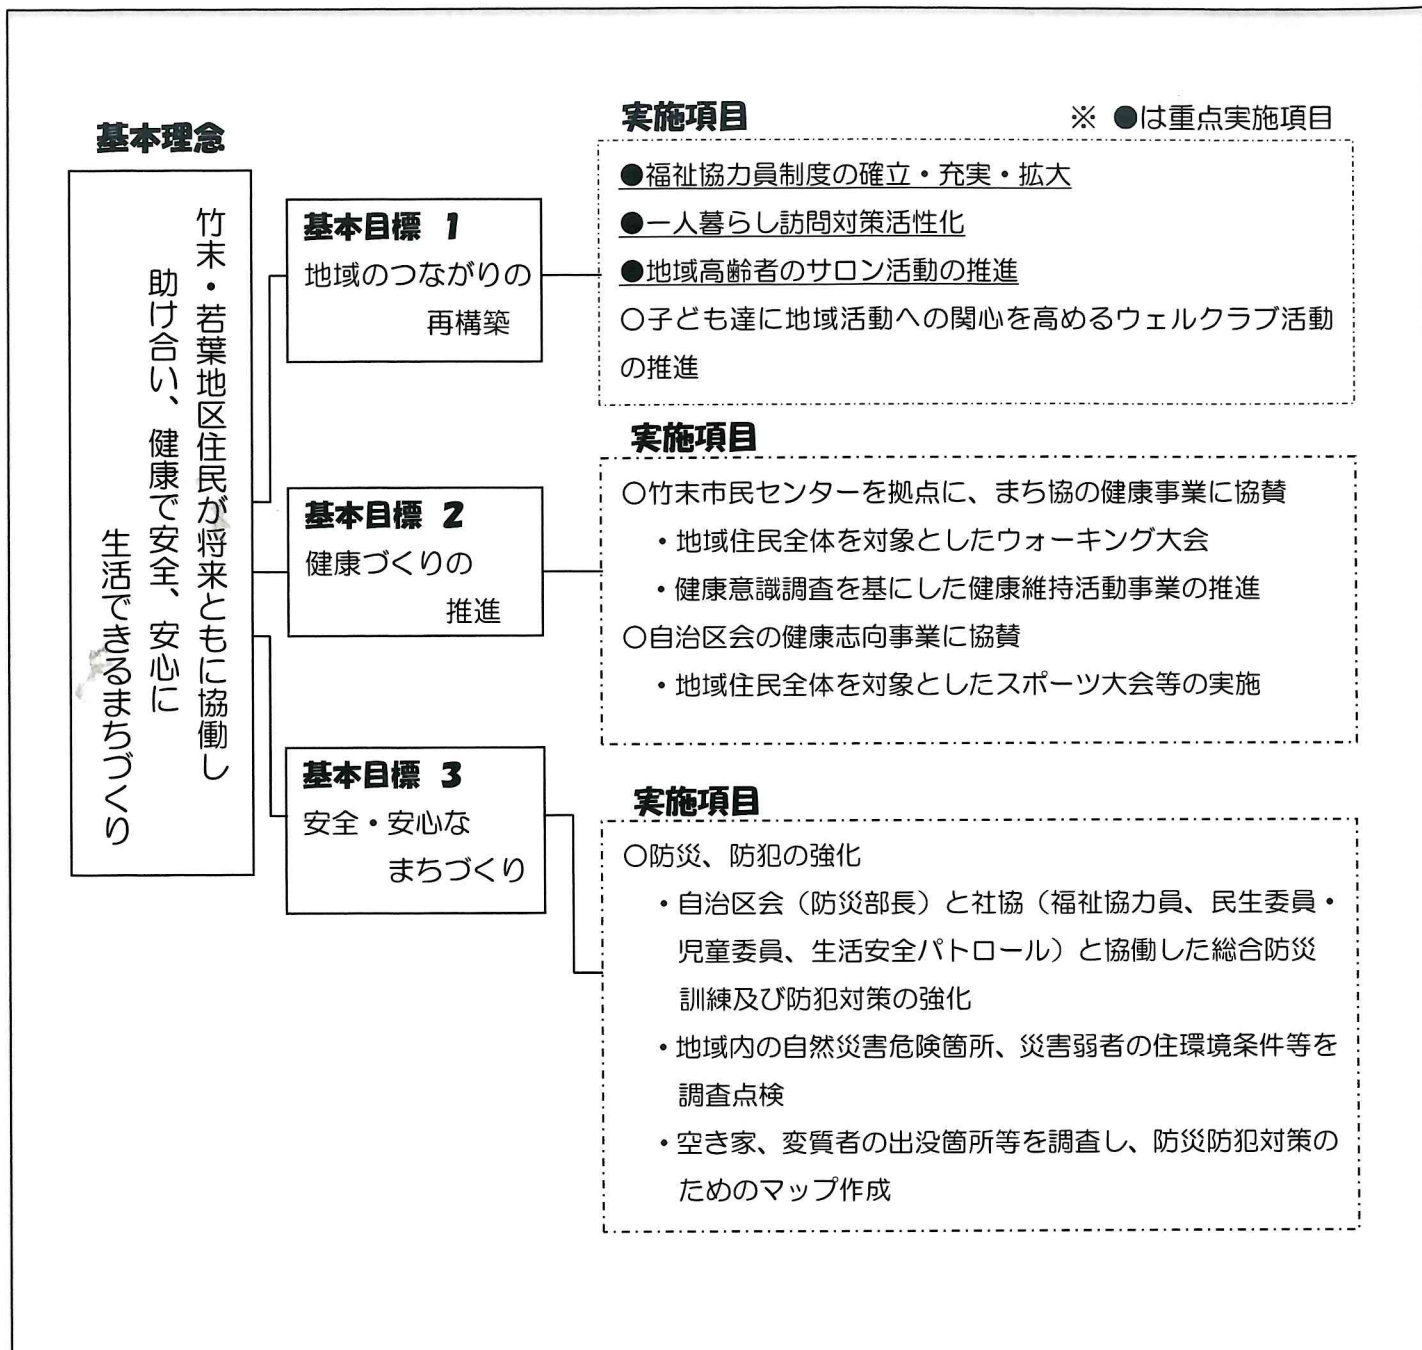 基本理念
竹末・若葉地区住民が将来ともに協働し
助け合い、健康で安全、安心に
生活できるまちづくり
基本目標 1
地域のつながりの
再構築
実施項目
※ ●は重点実施項目
●福祉協力員制度の確立・充実・拡大
●一人暮らし訪問対策活性化
●地域高齢者のサロン活動の推進
○子ども達に地域活動への関心を高めるウェルクラブ活動
の推進
基本目標 2
健康づくりの
推進
実施項目
○竹末市民センターを拠点に、まち協の健康事業に協賛
・地域住民全体を対象としたウォーキング大会
・健康意識調査を基にした健康維持活動事業の推進
○自治区会の健康志向事業に協賛
・地域住民全体を対象としたスポーツ大会等の実施
基本目標 3
安全・安心な
まちづくり
実施項目
○防災、防犯の強化
・自治区会（防災部長）と社協（福祉協力員、民生委員・
児童委員、生活安全パトロール）と協働した総合防災
訓練及び防犯対策の強化
・地域内の自然災害危険箇所、災害弱者の住環境条件等を
調査点検
・空き家、変質者の出没箇所等を調査し、防災防犯対策の
ためのマップ作成